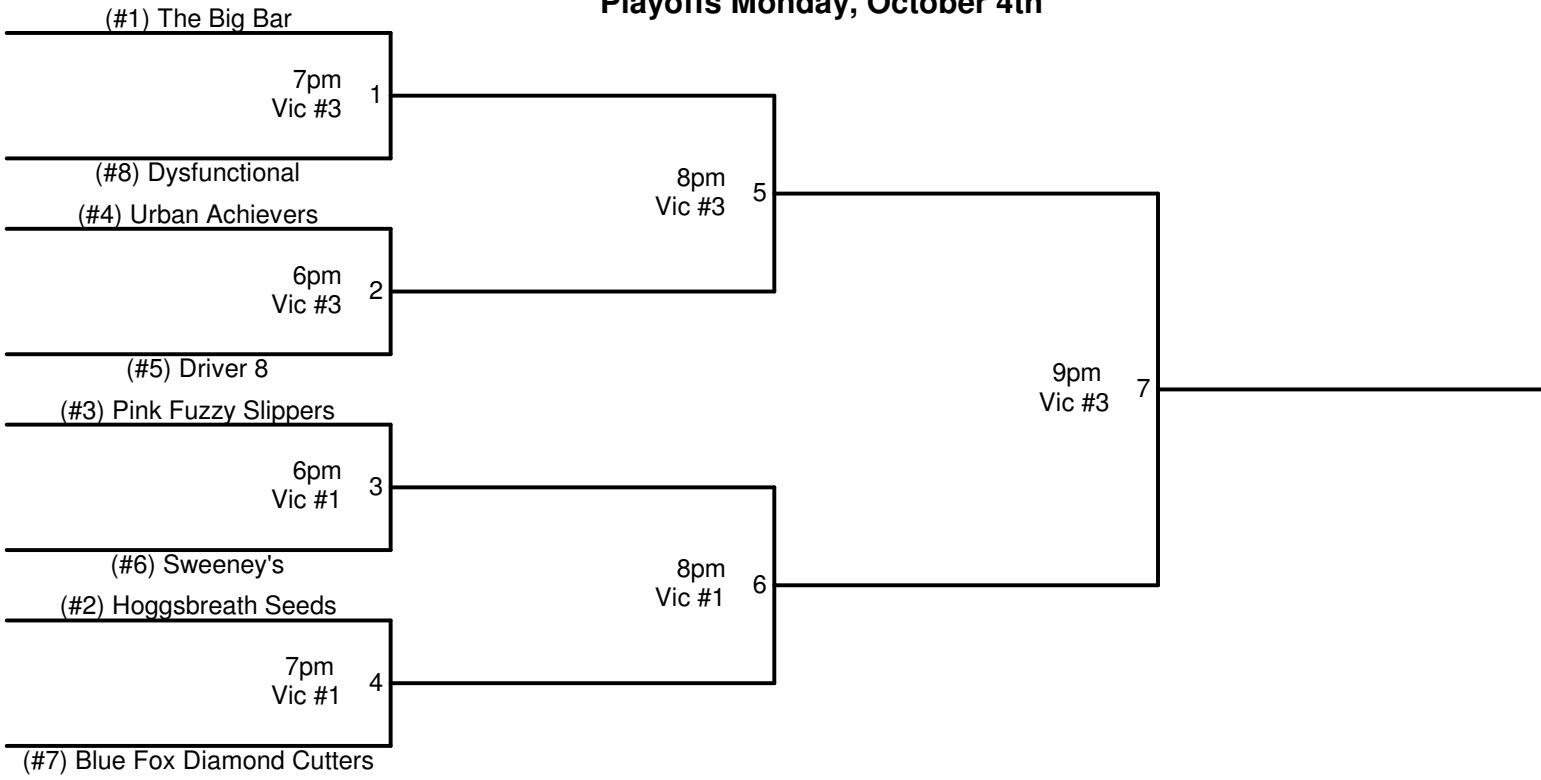 Playoffs Monday, October 4th
(#1) The Big Bar
7pm
Vic #3
1
(#8) Dysfunctional
8pm
Vic #3
5
(#4) Urban Achievers
6pm
Vic #3
2
(#5) Driver 8
9pm
Vic #3
7
(#3) Pink Fuzzy Slippers
6pm
Vic #1
3
(#6) Sweeney's
8pm
Vic #1
6
(#2) Hoggsbreath Seeds
7pm
Vic #1
4
(#7) Blue Fox Diamond Cutters